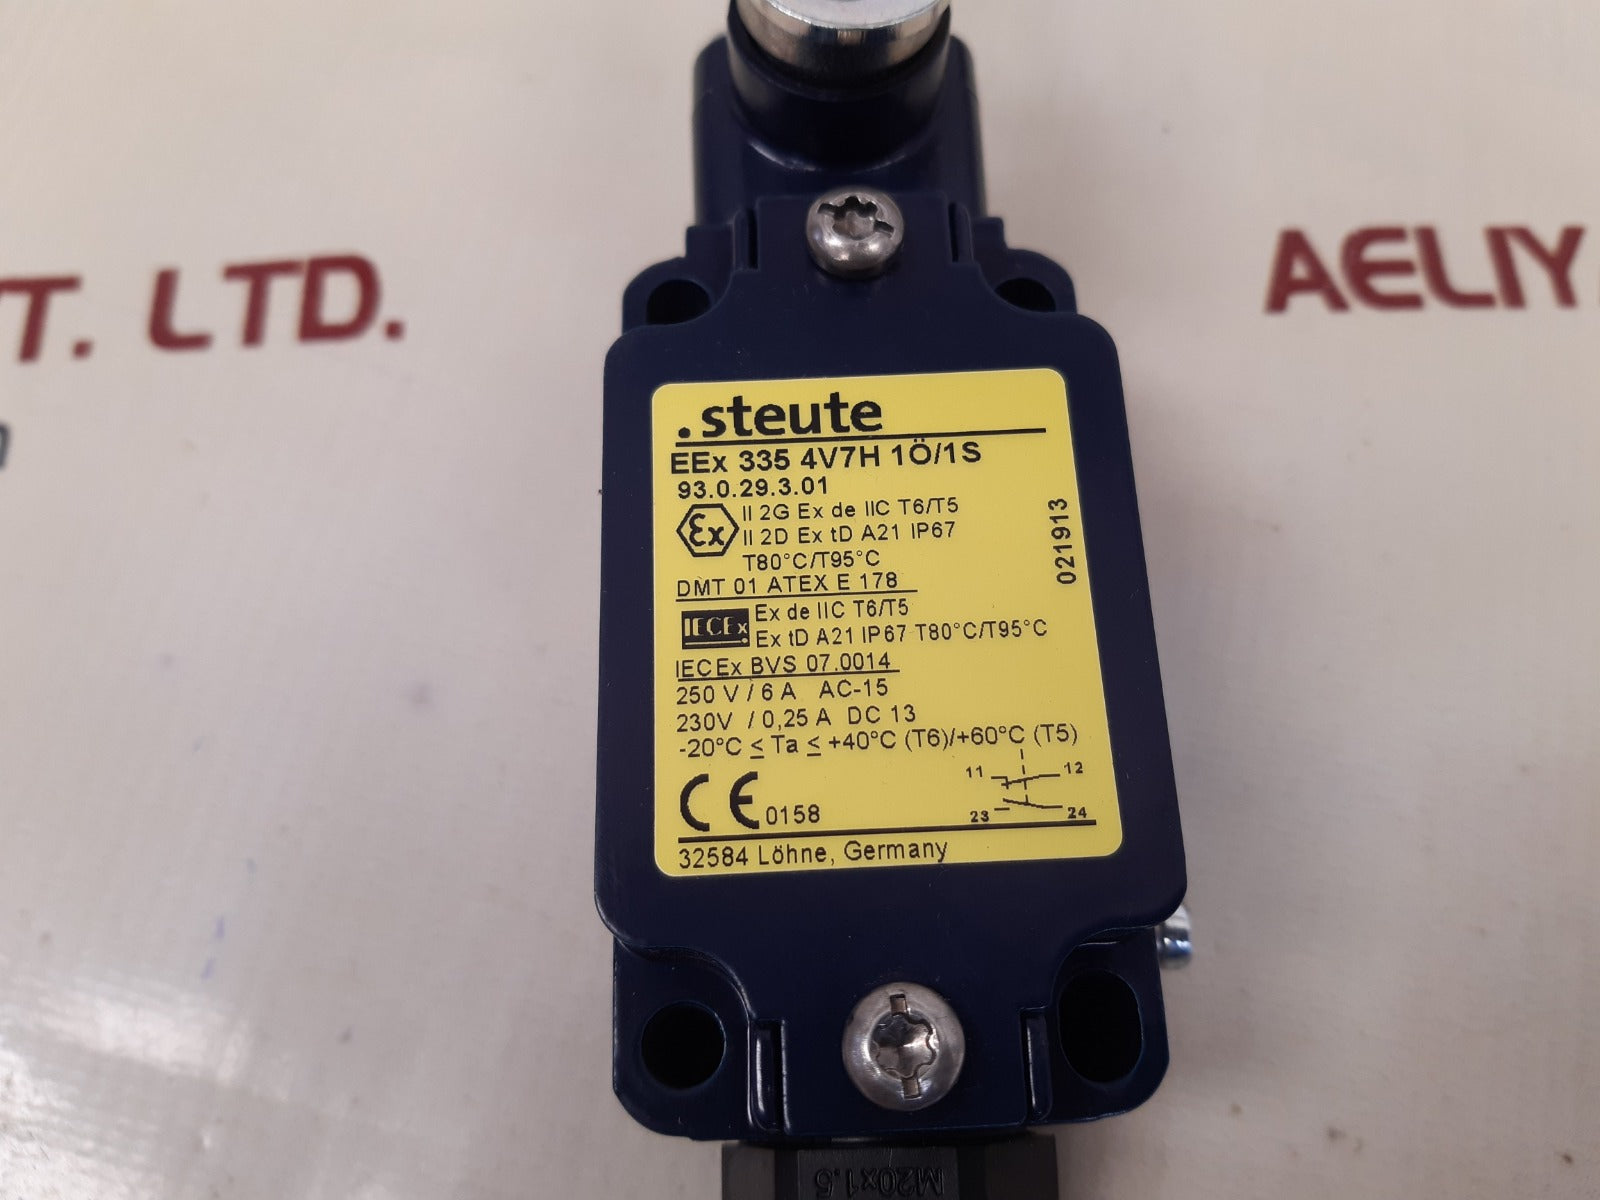 T. LTD.
AELIY
.steute
EEx 335 4V7H 1Ö/1S
93.0.29.3.01
Ex II 2G Ex de IIC T6/T5
II 2D Ex tD A21 IP67
T80°C/T95°C
021913
DMT 01 ATEX E 178
IECEx Ex de IIC T6/T5
Ex tD A21 IP67 T80°C/T95°C
IECEx BVS 07.0014
250 V / 6 A AC-15
230V / 0,25 A DC 13
-20°C ≤ Ta ≤ +40°C (T6)/+60°C (T5)
11 12
CE 0158
23 24
32584 Löhne, Germany
M20x1.5